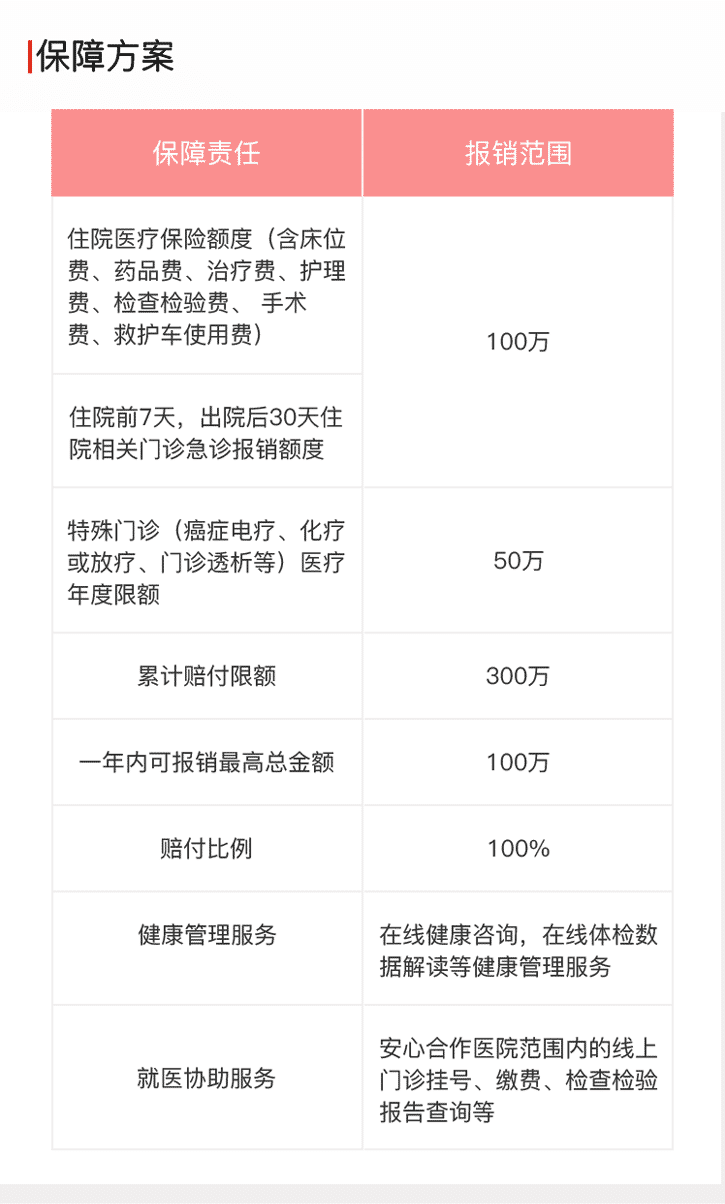 保障方案
保障责任
报销范围
住院医疗保险额度（含床位
费、药品费、治疗费、护理
费、检查检验费、 手术
费、救护车使用费）
100万
住院前7天，出院后30天住
院相关门诊急诊报销额度
特殊门诊（癌症电疗、化疗
或放疗、门诊透析等）医疗
年度限额
50万
累计赔付限额
300万
一年内可报销最高总金额
100万
赔付比例
100%
健康管理服务
在线健康咨询，在线体检数
据解读等健康管理服务
就医协助服务
安心合作医院范围内的线上
门诊挂号、缴费、检查检验
报告查询等